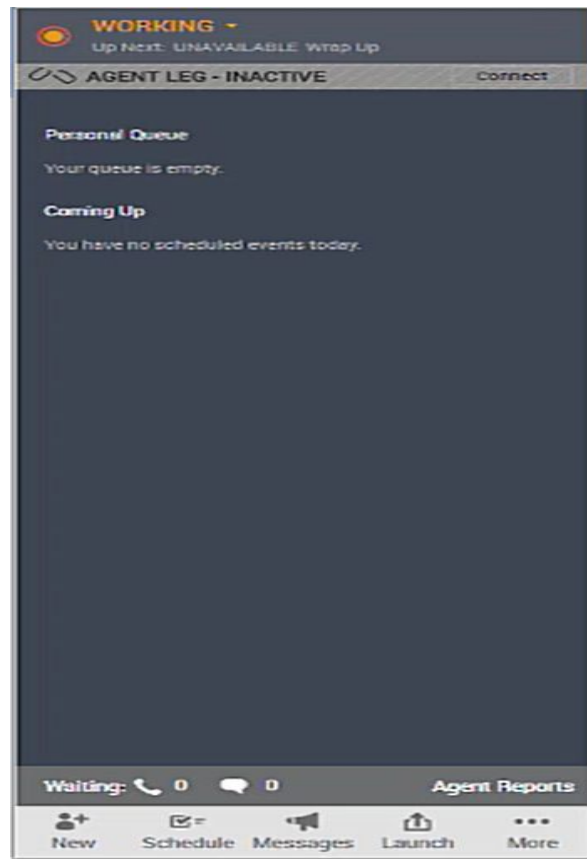 WORKING
Up Next: UNAVAILABLE Wrap Up
AGENT LEG - INACTIVE Connect
Personal Queue
Your queue is empty.
Coming Up
You have no scheduled events today.
Waiting: 0 0 Agent Reports
New Schedule Messages Launch More